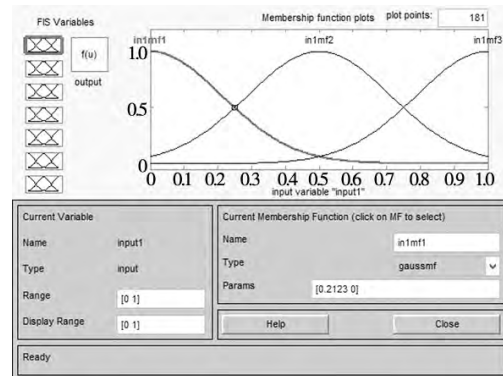 FIS Variables
f(u)
output
Membership function plots plot points: 181
in1mf1 in1mf2 in1mf3
1.0
0.5
0
0 0.1 0.2 0.3 0.4 0.5 0.6 0.7 0.8 0.9 1.0
input variable "input1"
Current Variable
Name input1
Type input
Range [0 1]
Display Range [0 1]
Current Membership Function (click on MF to select)
Name in1mf1
Type gaussmf
Params [0.2123 0]
Help Close
Ready